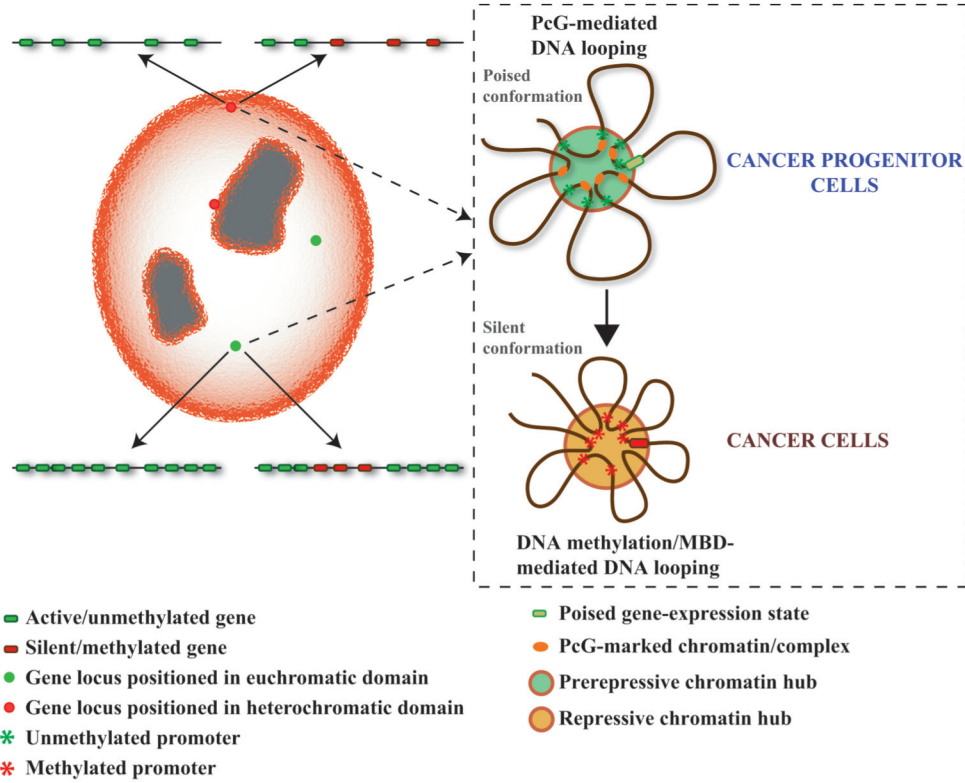 PcG-mediated
DNA looping
Poised
conformation
CANCER PROGENITOR
CELLS
Silent
conformation
CANCER CELLS
DNA methylation/MBD-
mediated DNA looping
Active/unmethylated gene
Silent/methylated gene
Gene locus positioned in euchromatic domain
Gene locus positioned in heterochromatic domain
Unmethylated promoter
Methylated promoter
Poised gene-expression state
PcG-marked chromatin/complex
Prerepressive chromatin hub
Repressive chromatin hub